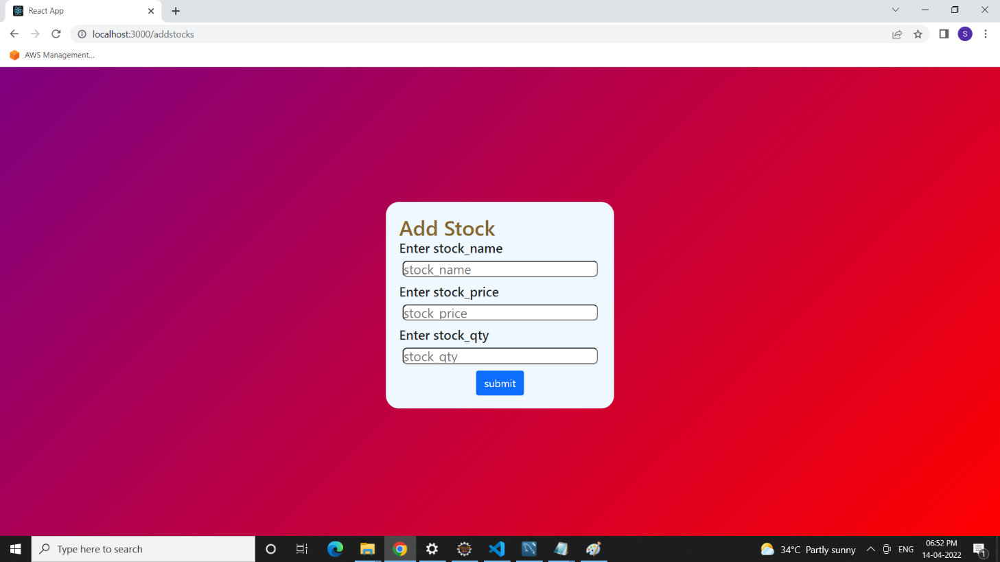 React App
localhost:3000/addstocks
S
AWS Management...
Add Stock
Enter stock_name
stock_name
Enter stock_price
stock_price
Enter stock_qty
stock_qty
submit
Type here to search
34°C Partly sunny
ENG
06:52 PM
14-04-2022
1